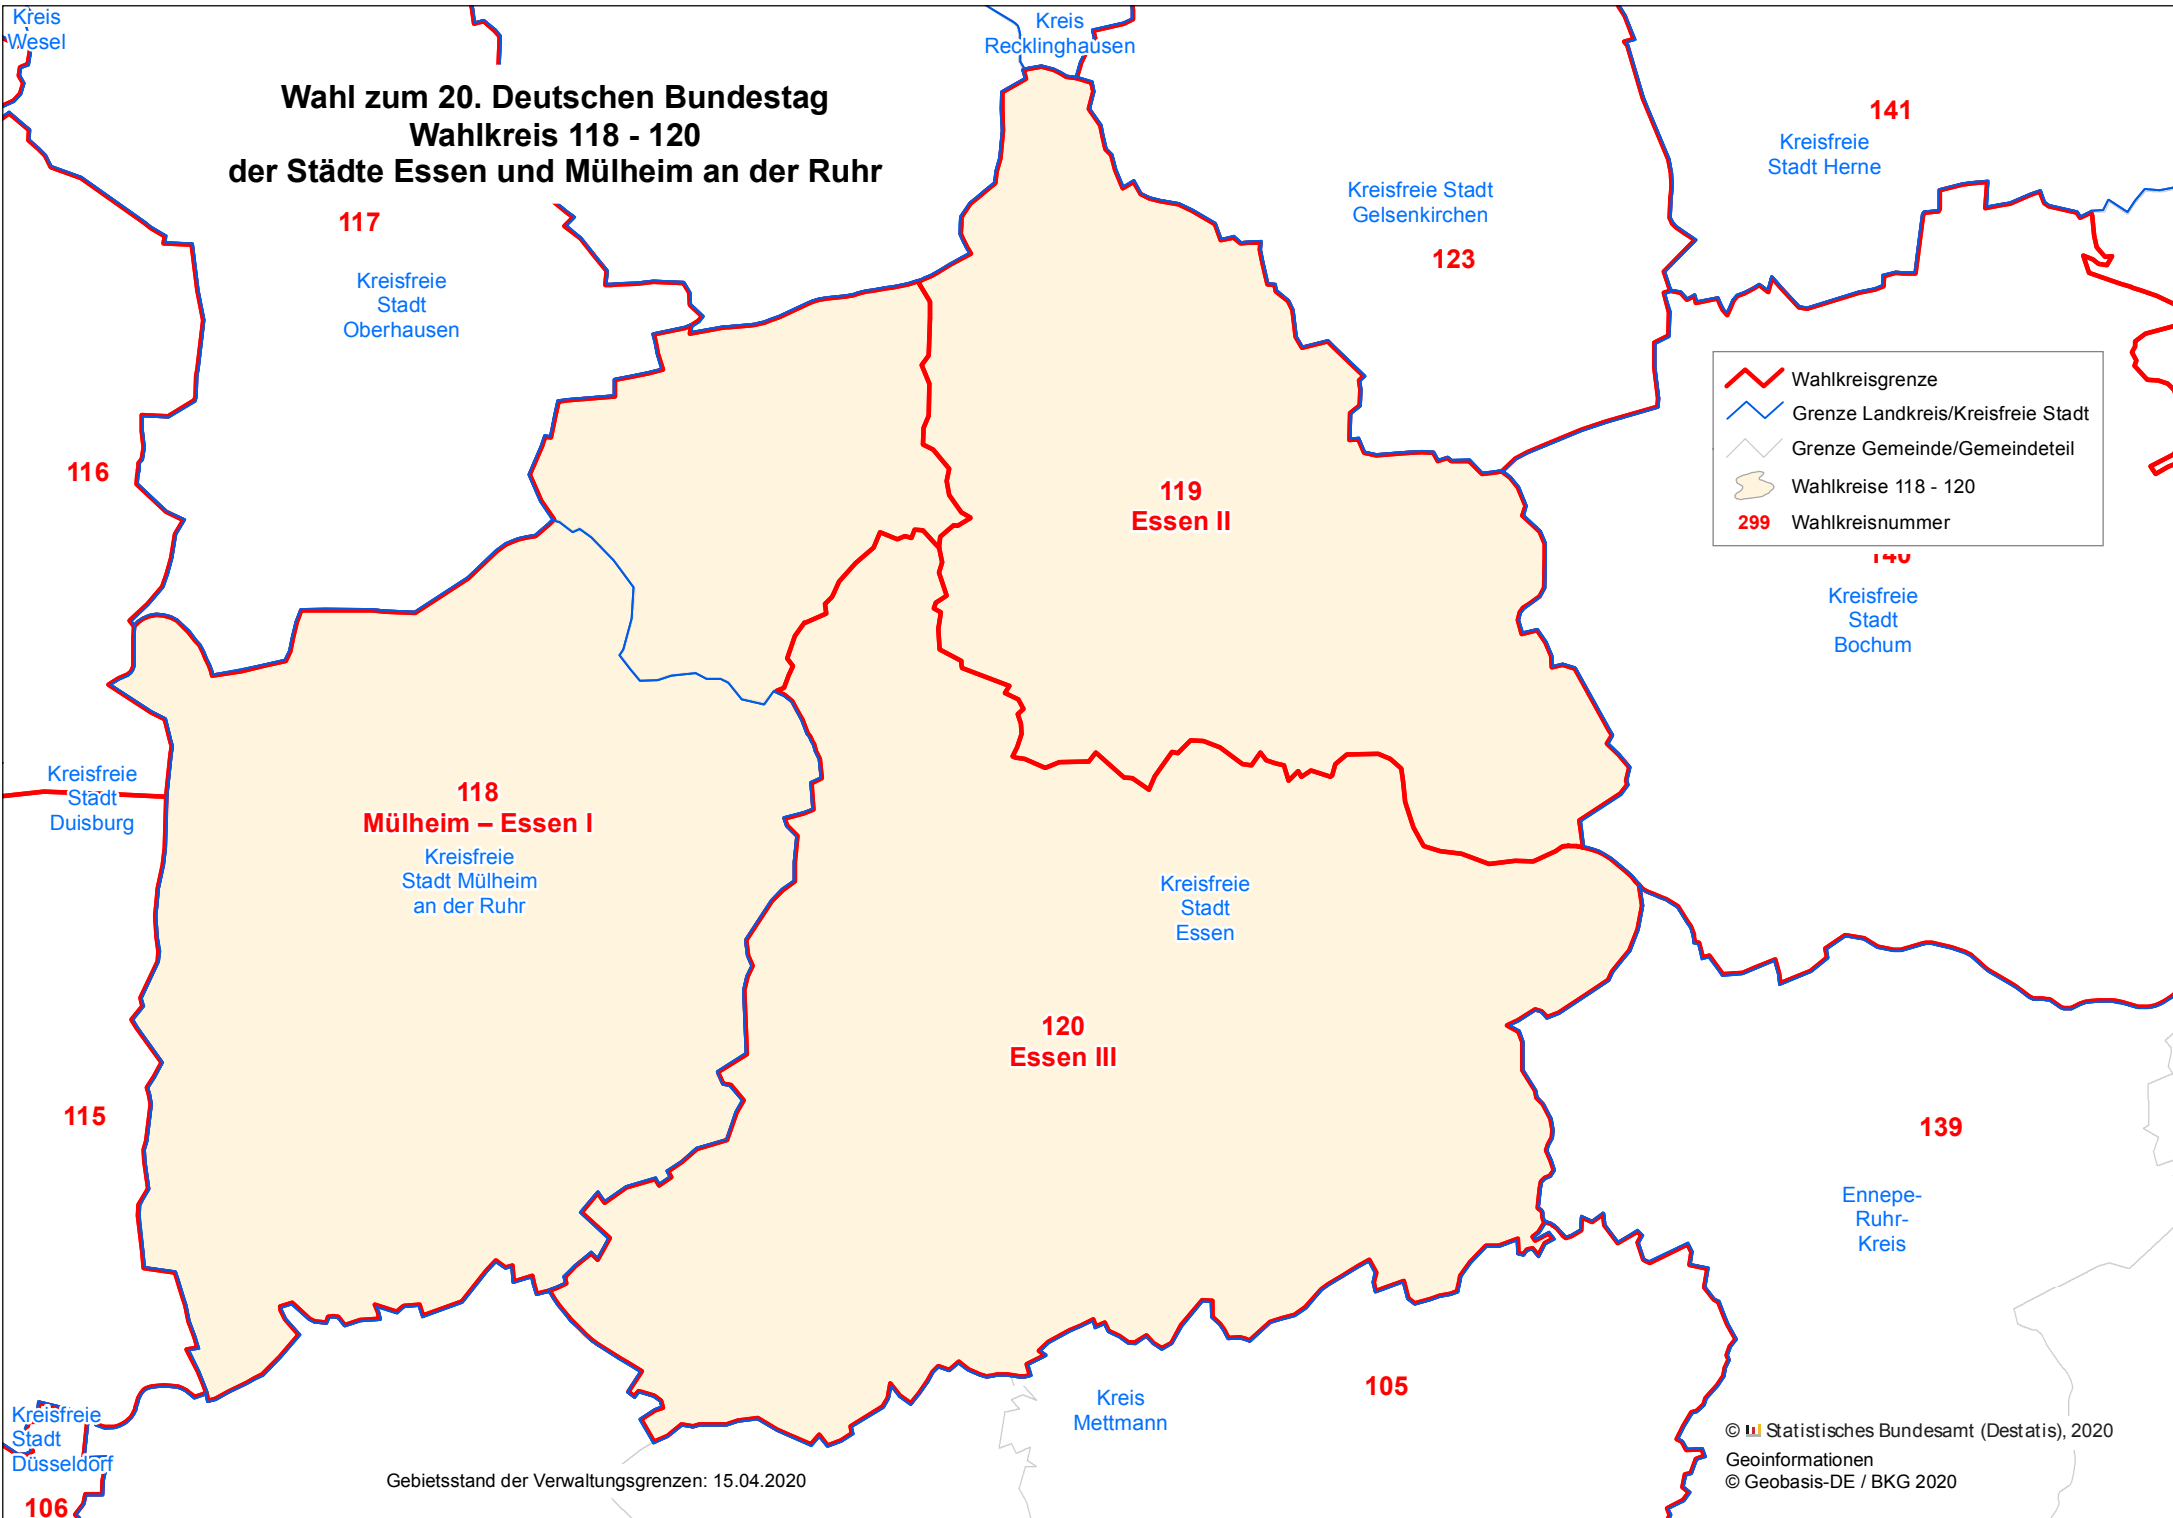 Kreis
Wesel
Kreis
Recklinghausen
Wahl zum 20. Deutschen Bundestag
Wahlkreis 118 - 120
der Städte Essen und Mülheim an der Ruhr
141
Kreisfreie
Stadt Herne
Kreisfreie Stadt
Gelsenkirchen
123
117
Kreisfreie
Stadt
Oberhausen
Wahlkreisgrenze
Grenze Landkreis/Kreisfreie Stadt
Grenze Gemeinde/Gemeindeteil
Wahlkreise 118 - 120
299 Wahlkreisnummer
116
119
Essen II
140
Kreisfreie
Stadt
Bochum
Kreisfreie
Stadt
Duisburg
118
Mülheim – Essen I
Kreisfreie
Stadt Mülheim
an der Ruhr
Kreisfreie
Stadt
Essen
120
Essen III
115
139
Ennepe-
Ruhr-
Kreis
105
Kreis
Mettmann
Kreisfreie
Stadt
Düsseldorf
106
Gebietsstand der Verwaltungsgrenzen: 15.04.2020
© Statistisches Bundesamt (Destatis), 2020
Geoinformationen
© Geobasis-DE / BKG 2020